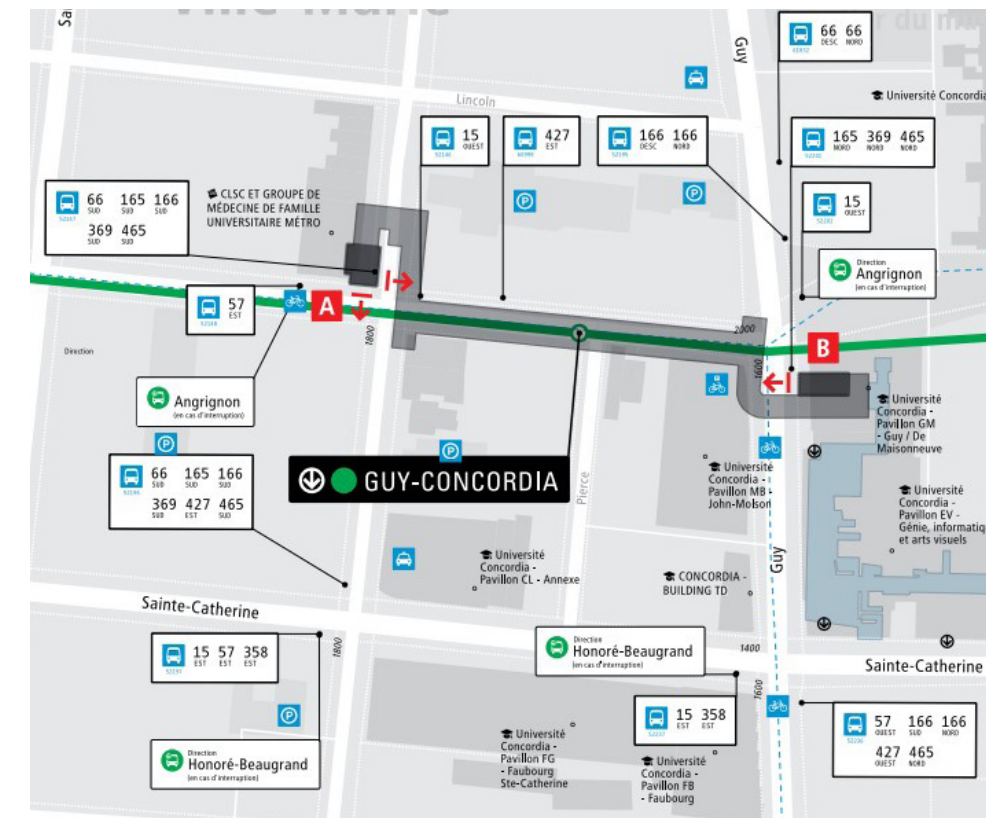 Ville-Marie
Guy
66 66
DESC NORD
Lincoln
Université Concordia
15
OUEST
427
EST
166 166
DESC NORD
165 369 465
NORD NORD NORD
66 165 166
SUD SUD SUD
369 465
SUD SUD
CLSC ET GROUPE DE
MÉDECINE DE FAMILLE
UNIVERSITAIRE MÉTRO
15
OUEST
Direction
Angrignon
(en cas d'interruption)
57
EST
A
1800
2000
B
1600
Direction
Direction
Angrignon
(en cas d'interruption)
Université
Concordia -
Pavillon GM
- Guy / De
Maisonneuve
P
P
P
P
P
66 165 166
SUD SUD SUD
369 427 465
SUD EST SUD
GUY-CONCORDIA
Pierce
Université
Concordia -
Pavillon MB -
John-Molson
Université
Concordia -
Pavillon EV -
Génie, informatiq
et arts visuels
Université
Concordia -
Pavillon CL - Annexe
CONCORDIA -
BUILDING TD
Guy
Sainte-Catherine
1800
15 57 358
EST EST EST
Direction
Honoré-Beaugrand
(en cas d'interruption)
1400
Sainte-Catherine
1600
15 358
EST EST
57 166 166
OUEST SUD NORD
427 465
OUEST NORD
Direction
Honoré-Beaugrand
(en cas d'interruption)
Université
Concordia -
Pavillon FG
- Faubourg
Ste-Catherine
Université
Concordia -
Pavillon FB
- Faubourg